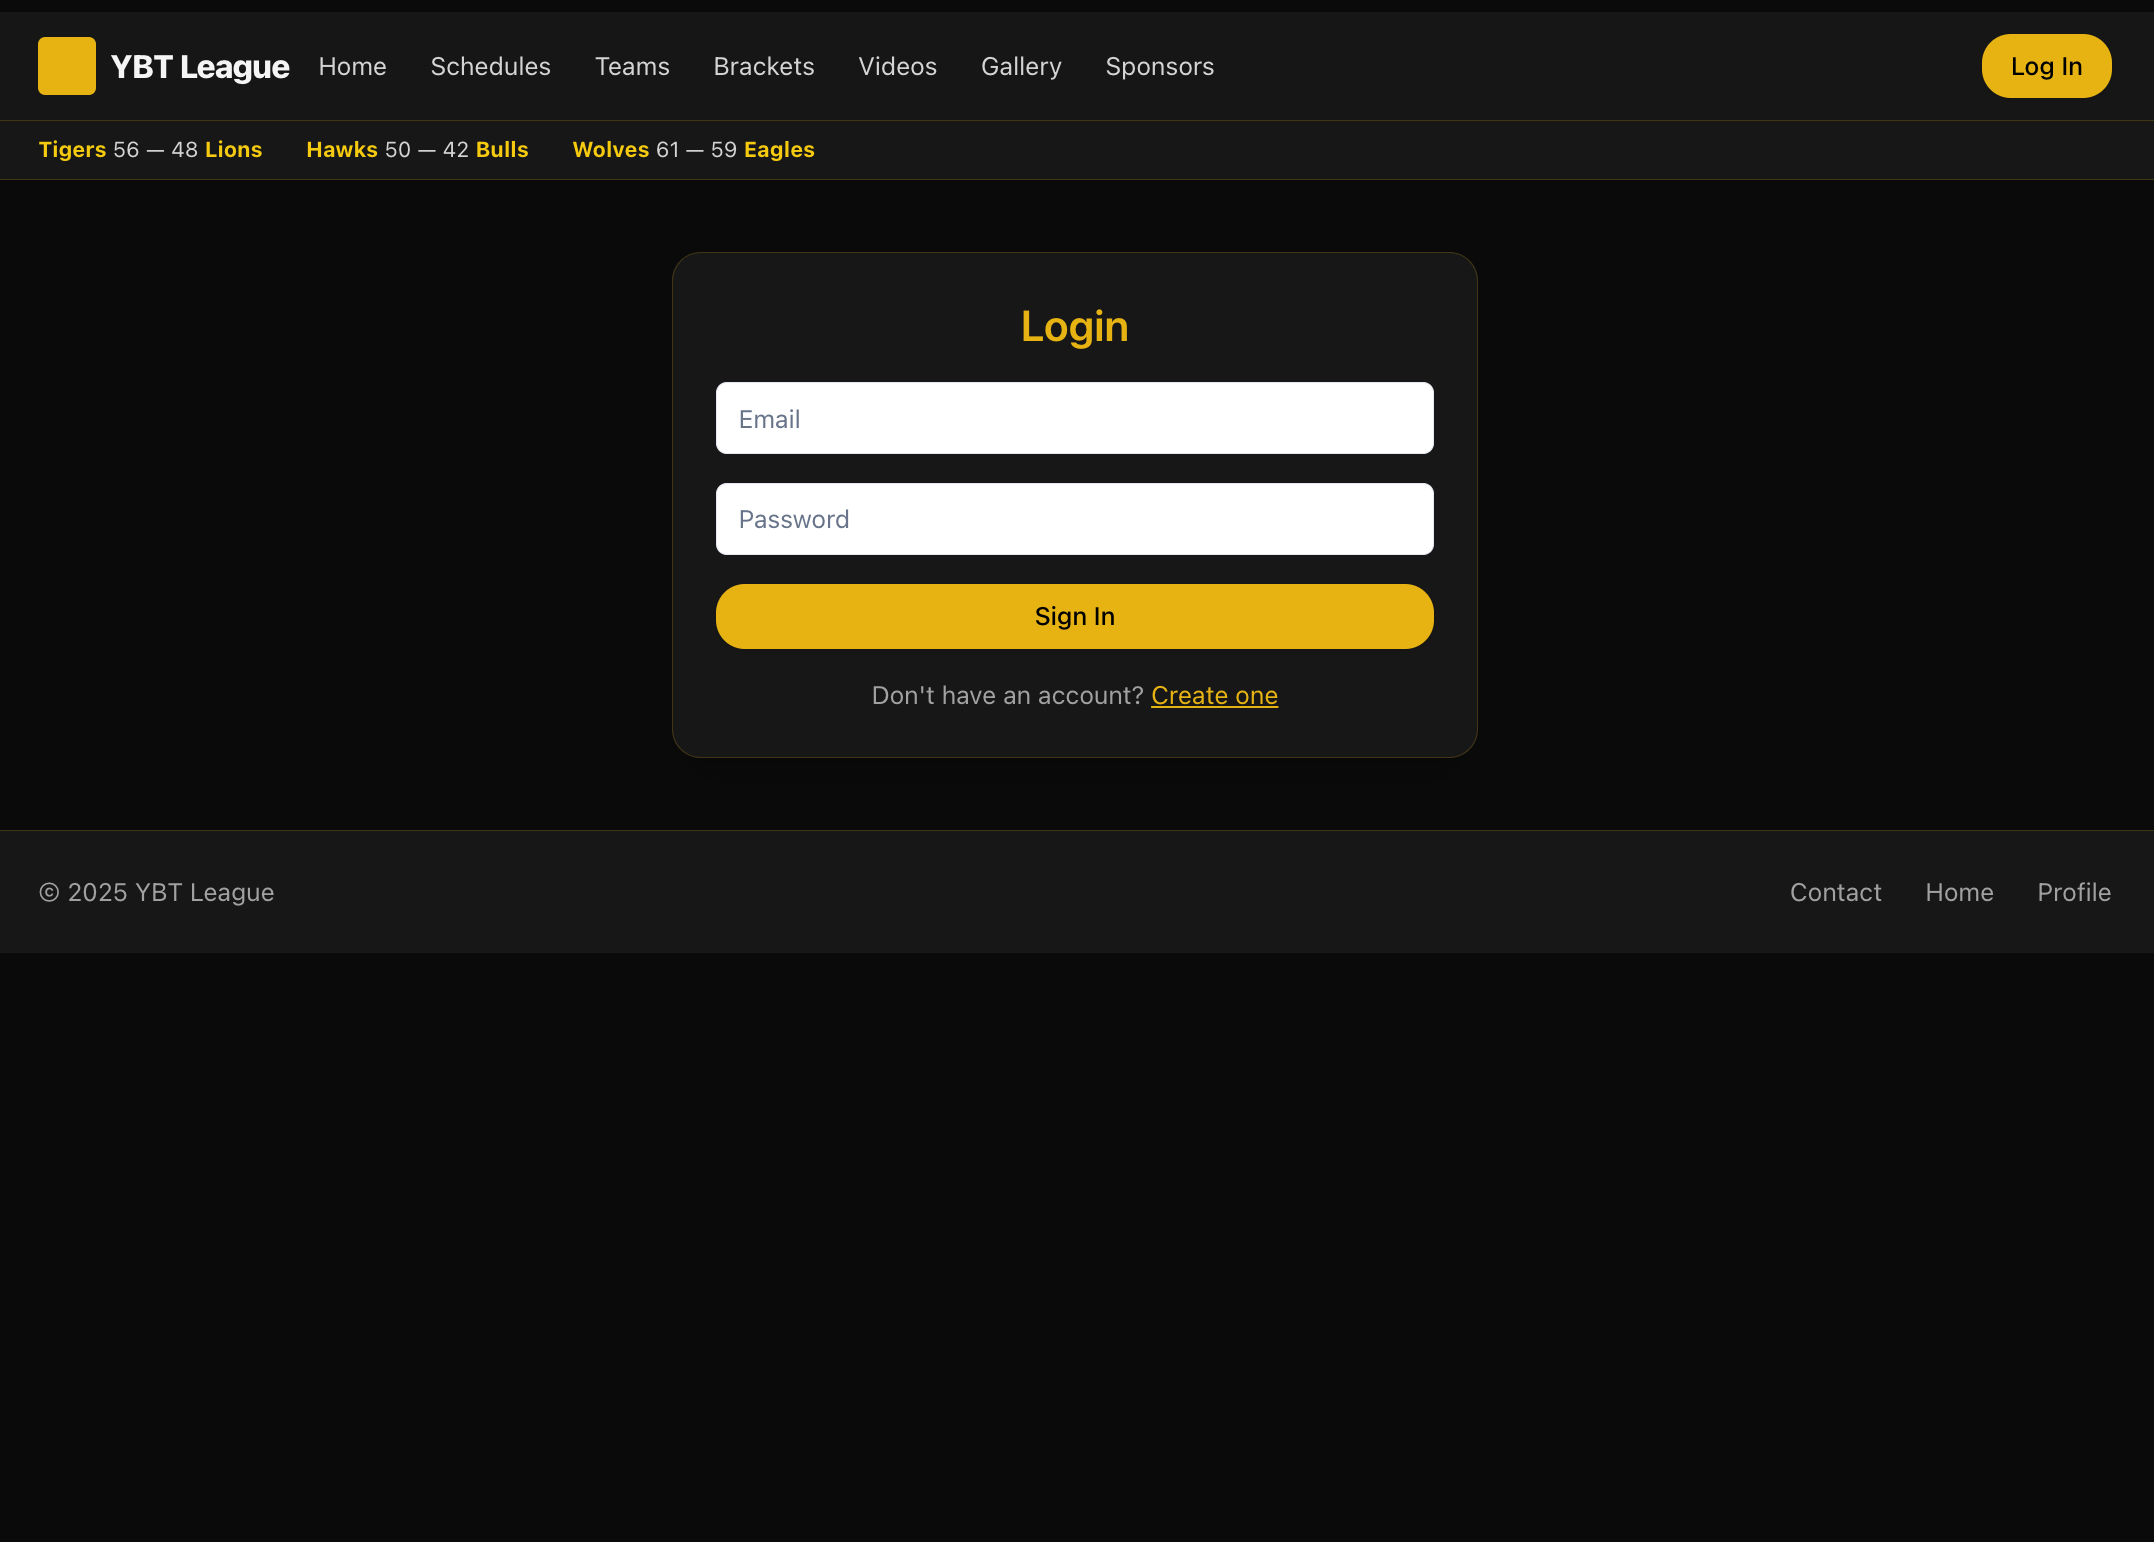 YBT League Home Schedules Teams Brackets Videos Gallery Sponsors Log In
Tigers 56 — 48 Lions Hawks 50 — 42 Bulls Wolves 61 — 59 Eagles
Login
Email
Password
Sign In
Don't have an account? Create one
© 2025 YBT League Contact Home Profile